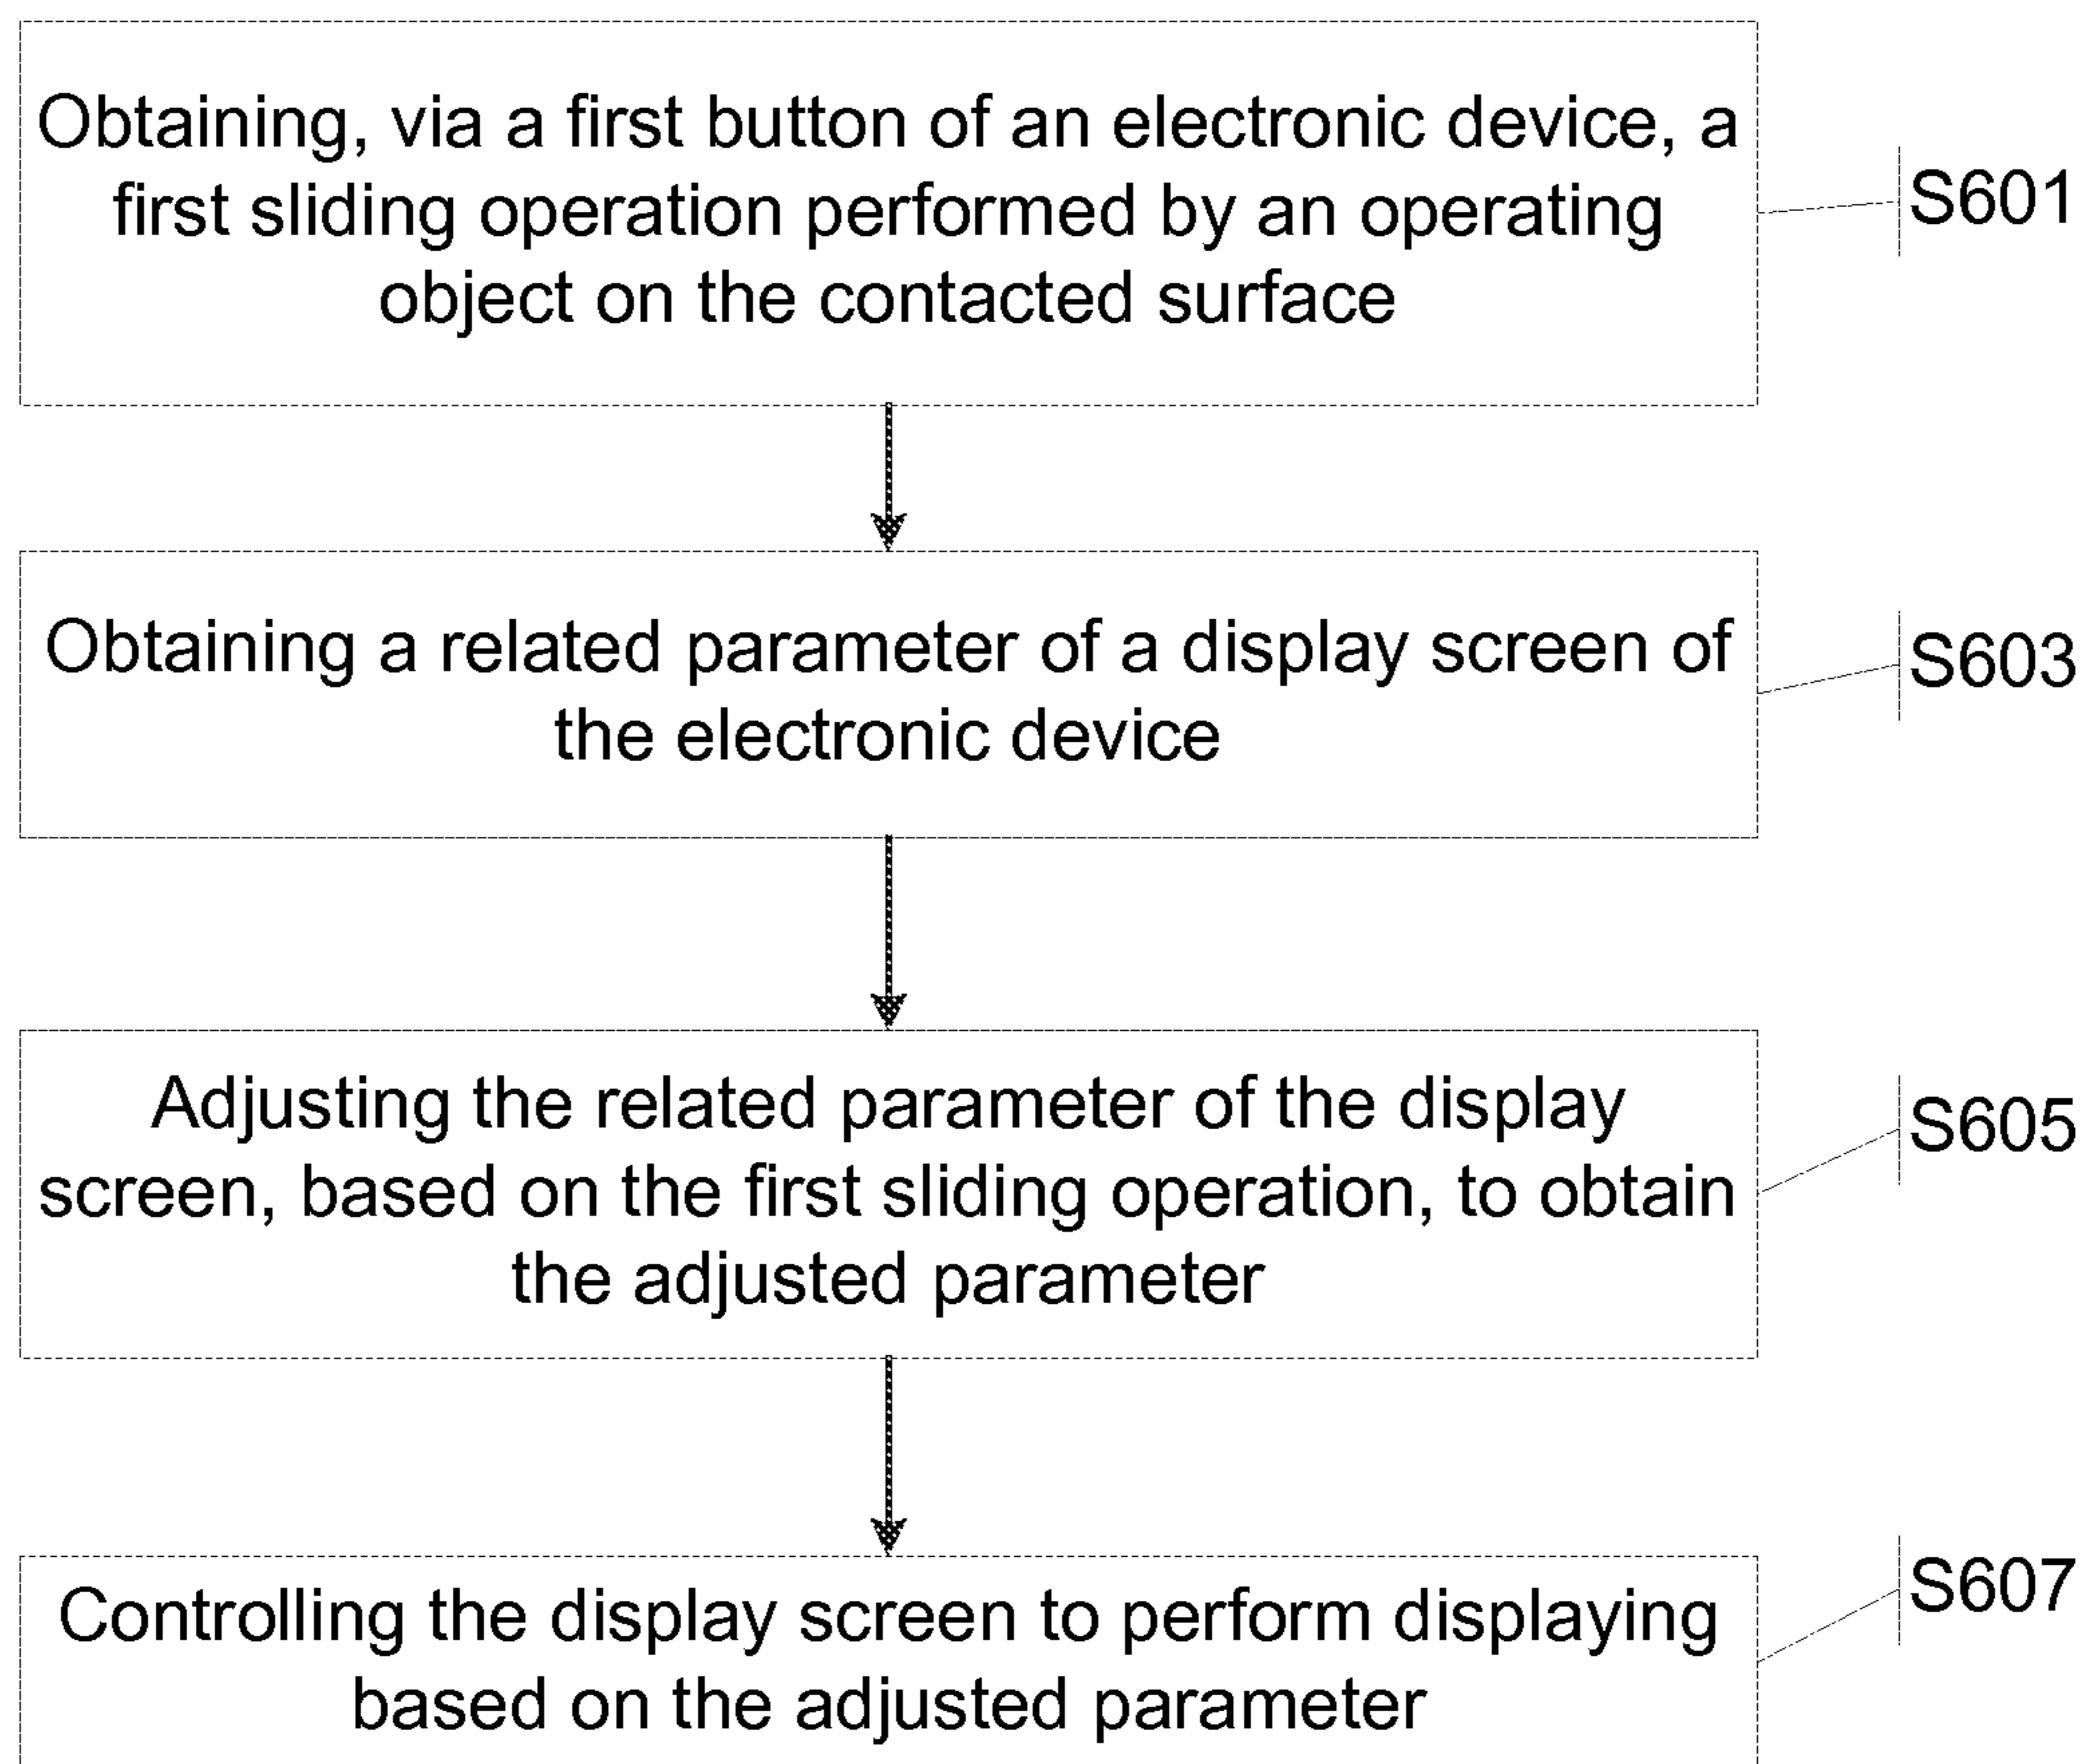 Obtaining, via a first button of an electronic device, a
first sliding operation performed by an operating
object on the contacted surface
S601
Obtaining a related parameter of a display screen of
the electronic device
S603
Adjusting the related parameter of the display
screen, based on the first sliding operation, to obtain
the adjusted parameter
S605
Controlling the display screen to perform displaying
based on the adjusted parameter
S607